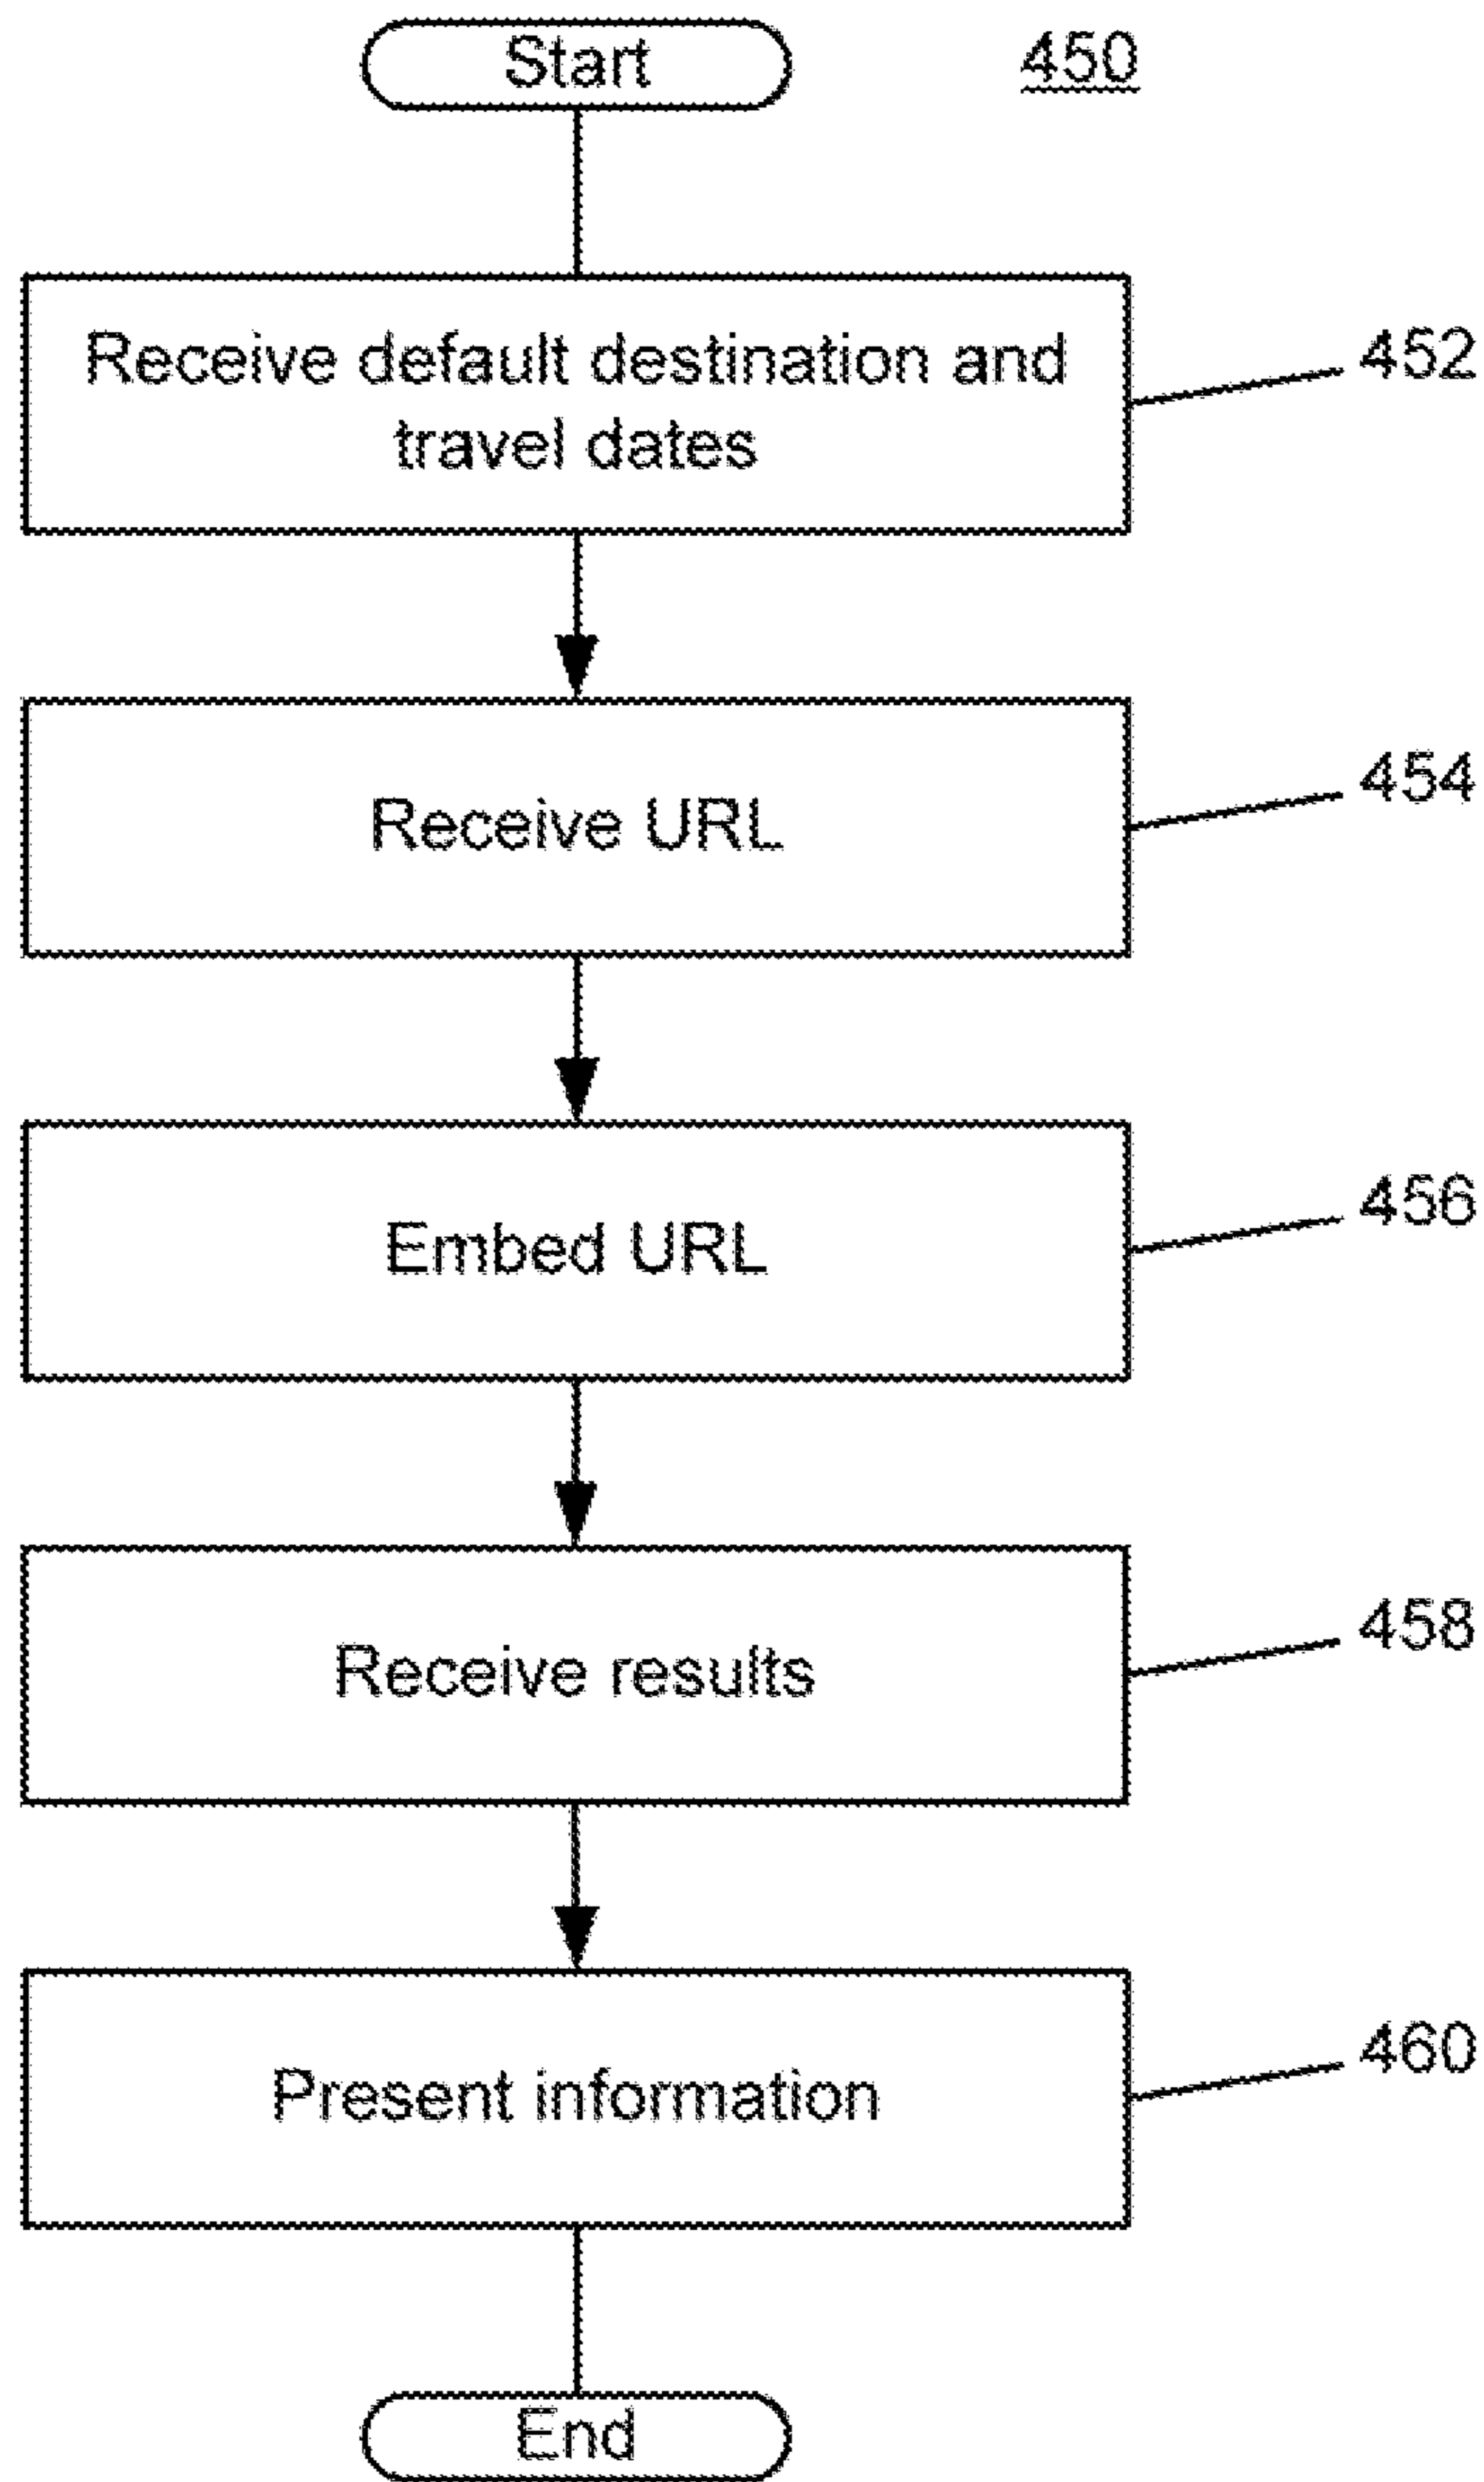 Start
450
Receive default destination and
travel dates
452
Receive URL
454
Embed URL
456
Receive results
458
Present information
460
End